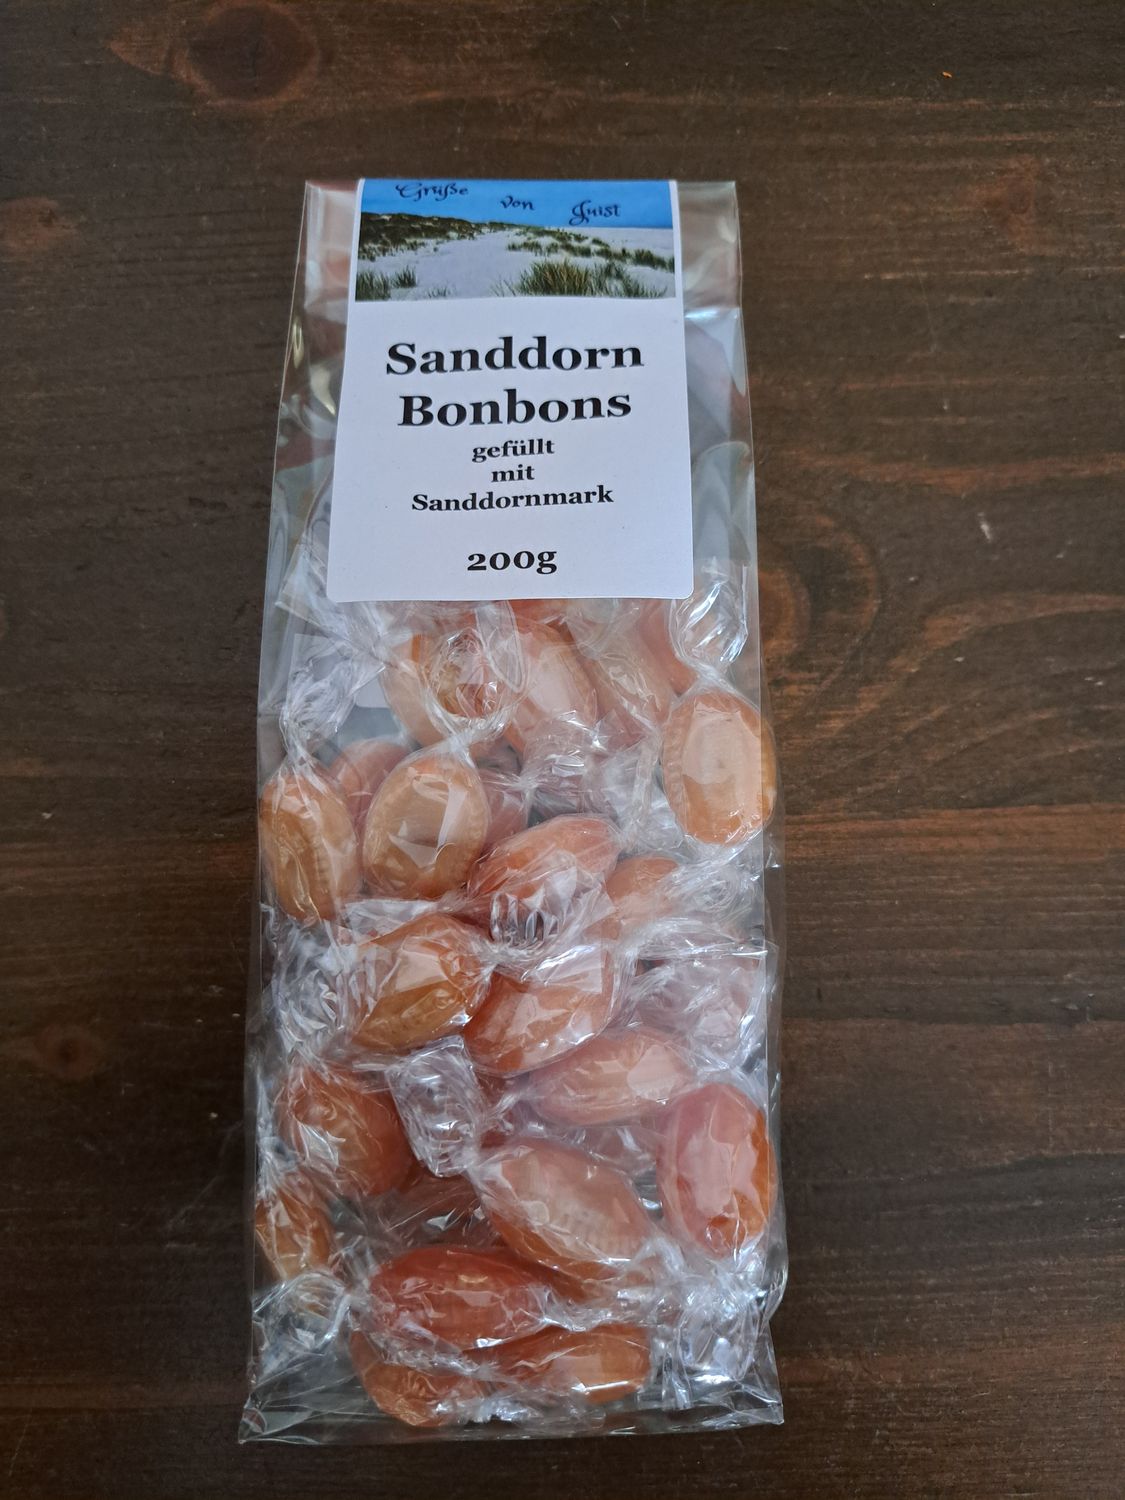 Grüße von Juist
Sanddorn
Bonbons
gefüllt
mit
Sanddornmark
200g